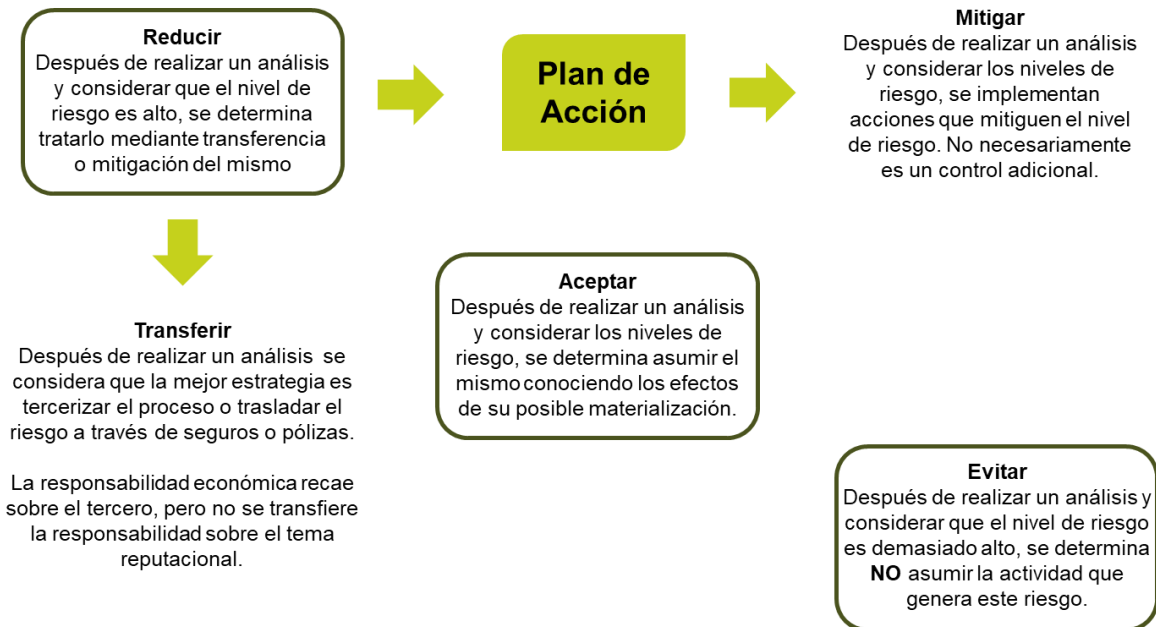 Reducir
Después de realizar un análisis
y considerar que el nivel de
riesgo es alto, se determina
tratarlo mediante transferencia
o mitigación del mismo
Plan de
Acción
Mitigar
Después de realizar un análisis
y considerar los niveles de
riesgo, se implementan
acciones que mitiguen el nivel
de riesgo. No necesariamente
es un control adicional.
Transferir
Después de realizar un análisis se
considera que la mejor estrategia es
tercerizar el proceso o trasladar el
riesgo a través de seguros o pólizas.
La responsabilidad económica recae
sobre el tercero, pero no se transfiere
la responsabilidad sobre el tema
reputacional.
Aceptar
Después de realizar un análisis
y considerar los niveles de
riesgo, se determina asumir el
mismo conociendo los efectos
de su posible materialización.
Evitar
Después de realizar un análisis y
considerar que el nivel de riesgo
es demasiado alto, se determina
NO asumir la actividad que
genera este riesgo.